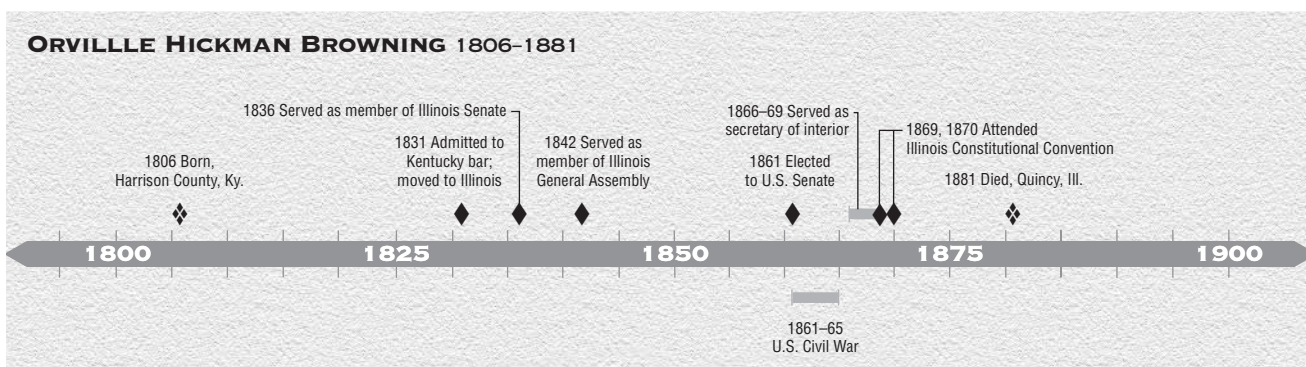 ORVILLLE HICKMAN BROWNING 1806–1881
1836 Served as member of Illinois Senate
1866–69 Served as
secretary of interior
1869, 1870 Attended
Illinois Constitutional Convention
1806 Born,
Harrison County, Ky.
1831 Admitted to
Kentucky bar;
moved to Illinois
1842 Served as
member of Illinois
General Assembly
1861 Elected
to U.S. Senate
1881 Died, Quincy, Ill.
1800 1825 1850 1875 1900
1861–65
U.S. Civil War